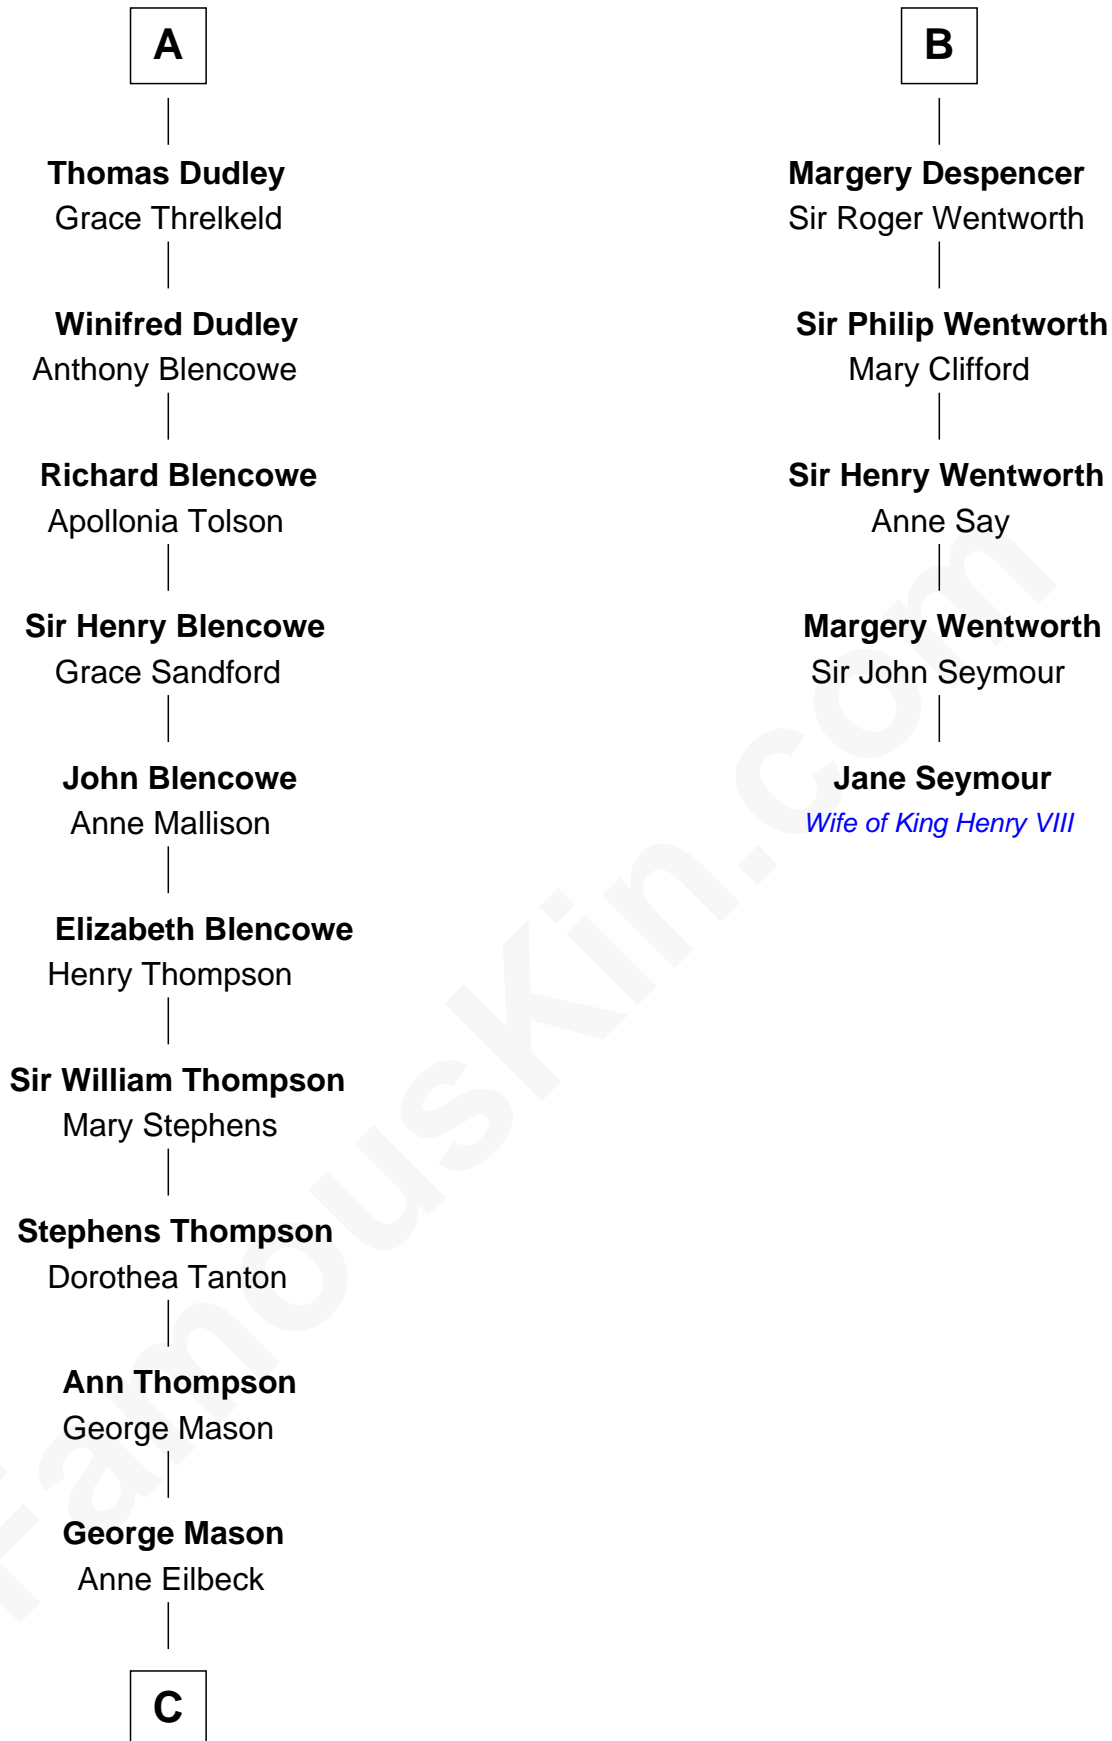 A
Thomas Dudley
Grace Threlkeld
Winifred Dudley
Anthony Blencowe
Richard Blencowe
Apollonia Tolson
Sir Henry Blencowe
Grace Sandford
John Blencowe
Anne Mallison
Elizabeth Blencowe
Henry Thompson
Sir William Thompson
Mary Stephens
Stephens Thompson
Dorothea Tanton
Ann Thompson
George Mason
George Mason
Anne Eilbeck
C
B
Margery Despencer
Sir Roger Wentworth
Sir Philip Wentworth
Mary Clifford
Sir Henry Wentworth
Anne Say
Margery Wentworth
Sir John Seymour
Jane Seymour
Wife of King Henry VIII
FamousKin.com